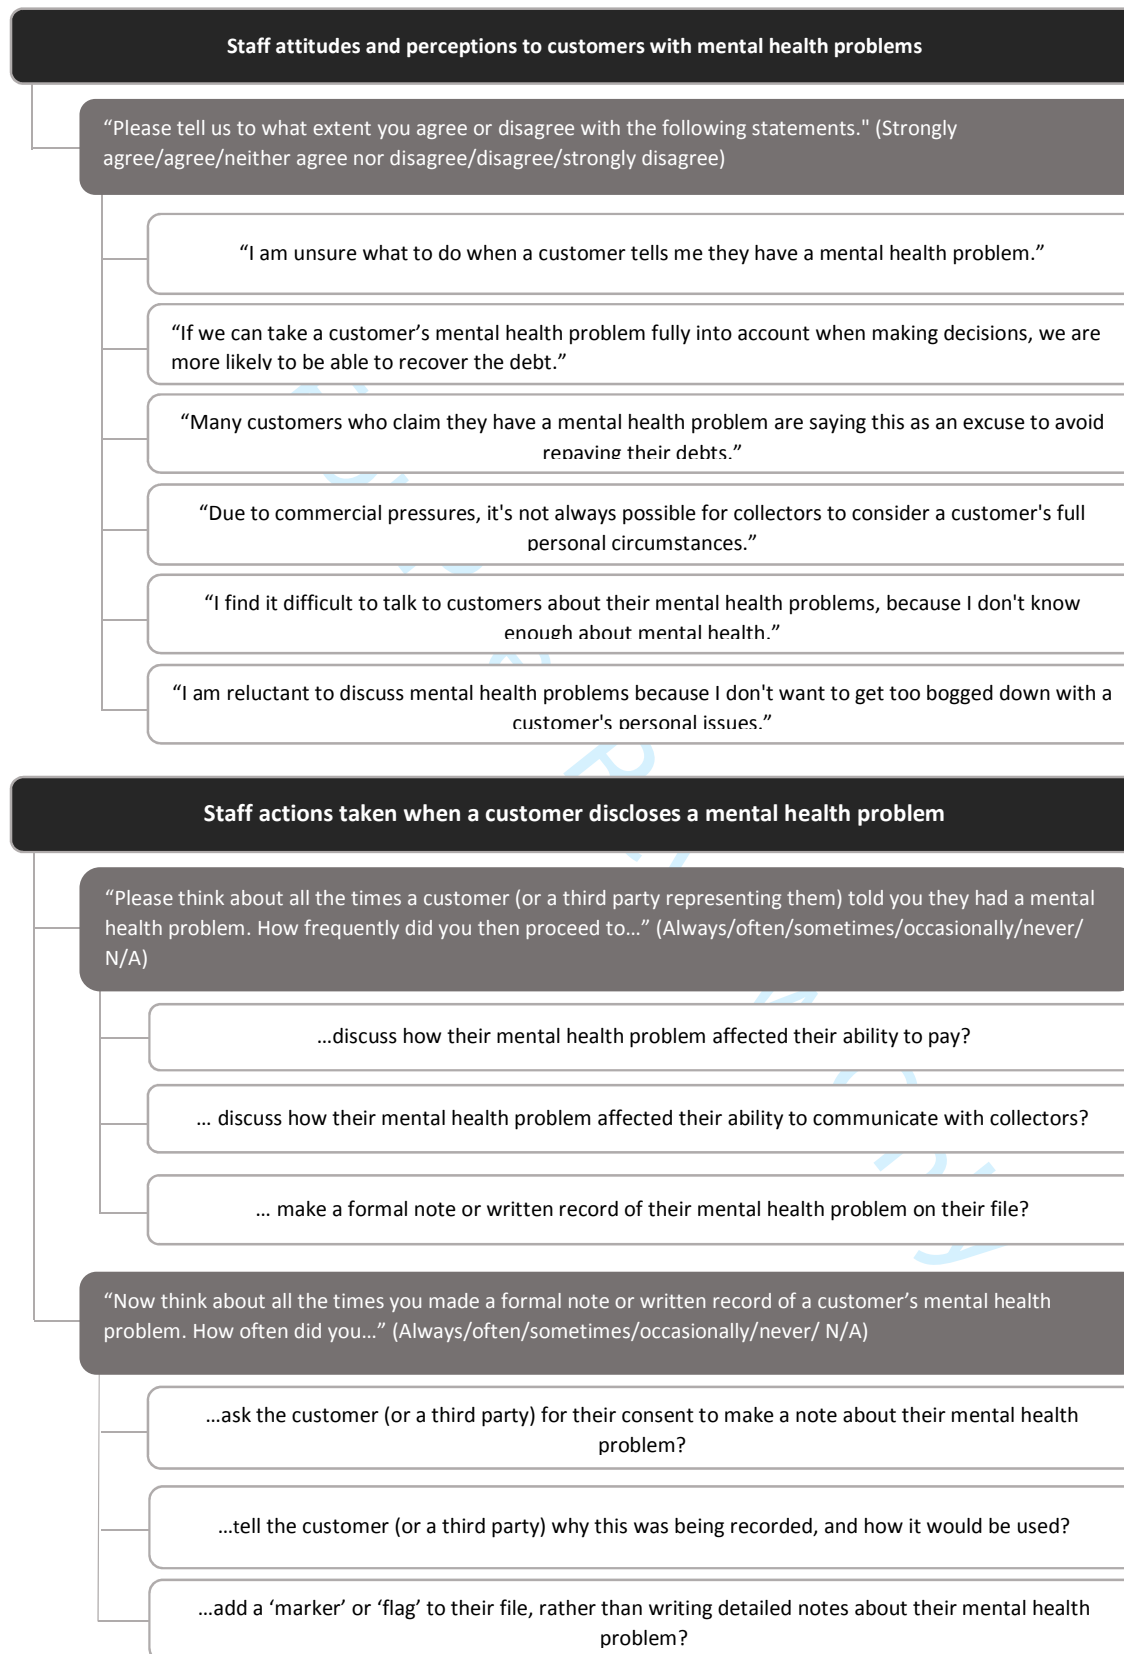 Staff attitudes and perceptions to customers with mental health problems
“Please tell us to what extent you agree or disagree with the following statements." (Strongly
agree/agree/neither agree nor disagree/disagree/strongly disagree)
“I am unsure what to do when a customer tells me they have a mental health problem.”
“If we can take a customer’s mental health problem fully into account when making decisions, we are
more likely to be able to recover the debt.”
“Many customers who claim they have a mental health problem are saying this as an excuse to avoid
repaying their debts.”
“Due to commercial pressures, it's not always possible for collectors to consider a customer's full
personal circumstances.”
“I find it difficult to talk to customers about their mental health problems, because I don't know
enough about mental health.”
“I am reluctant to discuss mental health problems because I don't want to get too bogged down with a
customer's personal issues.”
Staff actions taken when a customer discloses a mental health problem
“Please think about all the times a customer (or a third party representing them) told you they had a mental
health problem. How frequently did you then proceed to…” (Always/often/sometimes/occasionally/never/
N/A)
…discuss how their mental health problem affected their ability to pay?
… discuss how their mental health problem affected their ability to communicate with collectors?
… make a formal note or written record of their mental health problem on their file?
“Now think about all the times you made a formal note or written record of a customer’s mental health
problem. How often did you…” (Always/often/sometimes/occasionally/never/ N/A)
…ask the customer (or a third party) for their consent to make a note about their mental health
problem?
…tell the customer (or a third party) why this was being recorded, and how it would be used?
…add a ‘marker’ or ‘flag’ to their file, rather than writing detailed notes about their mental health
problem?